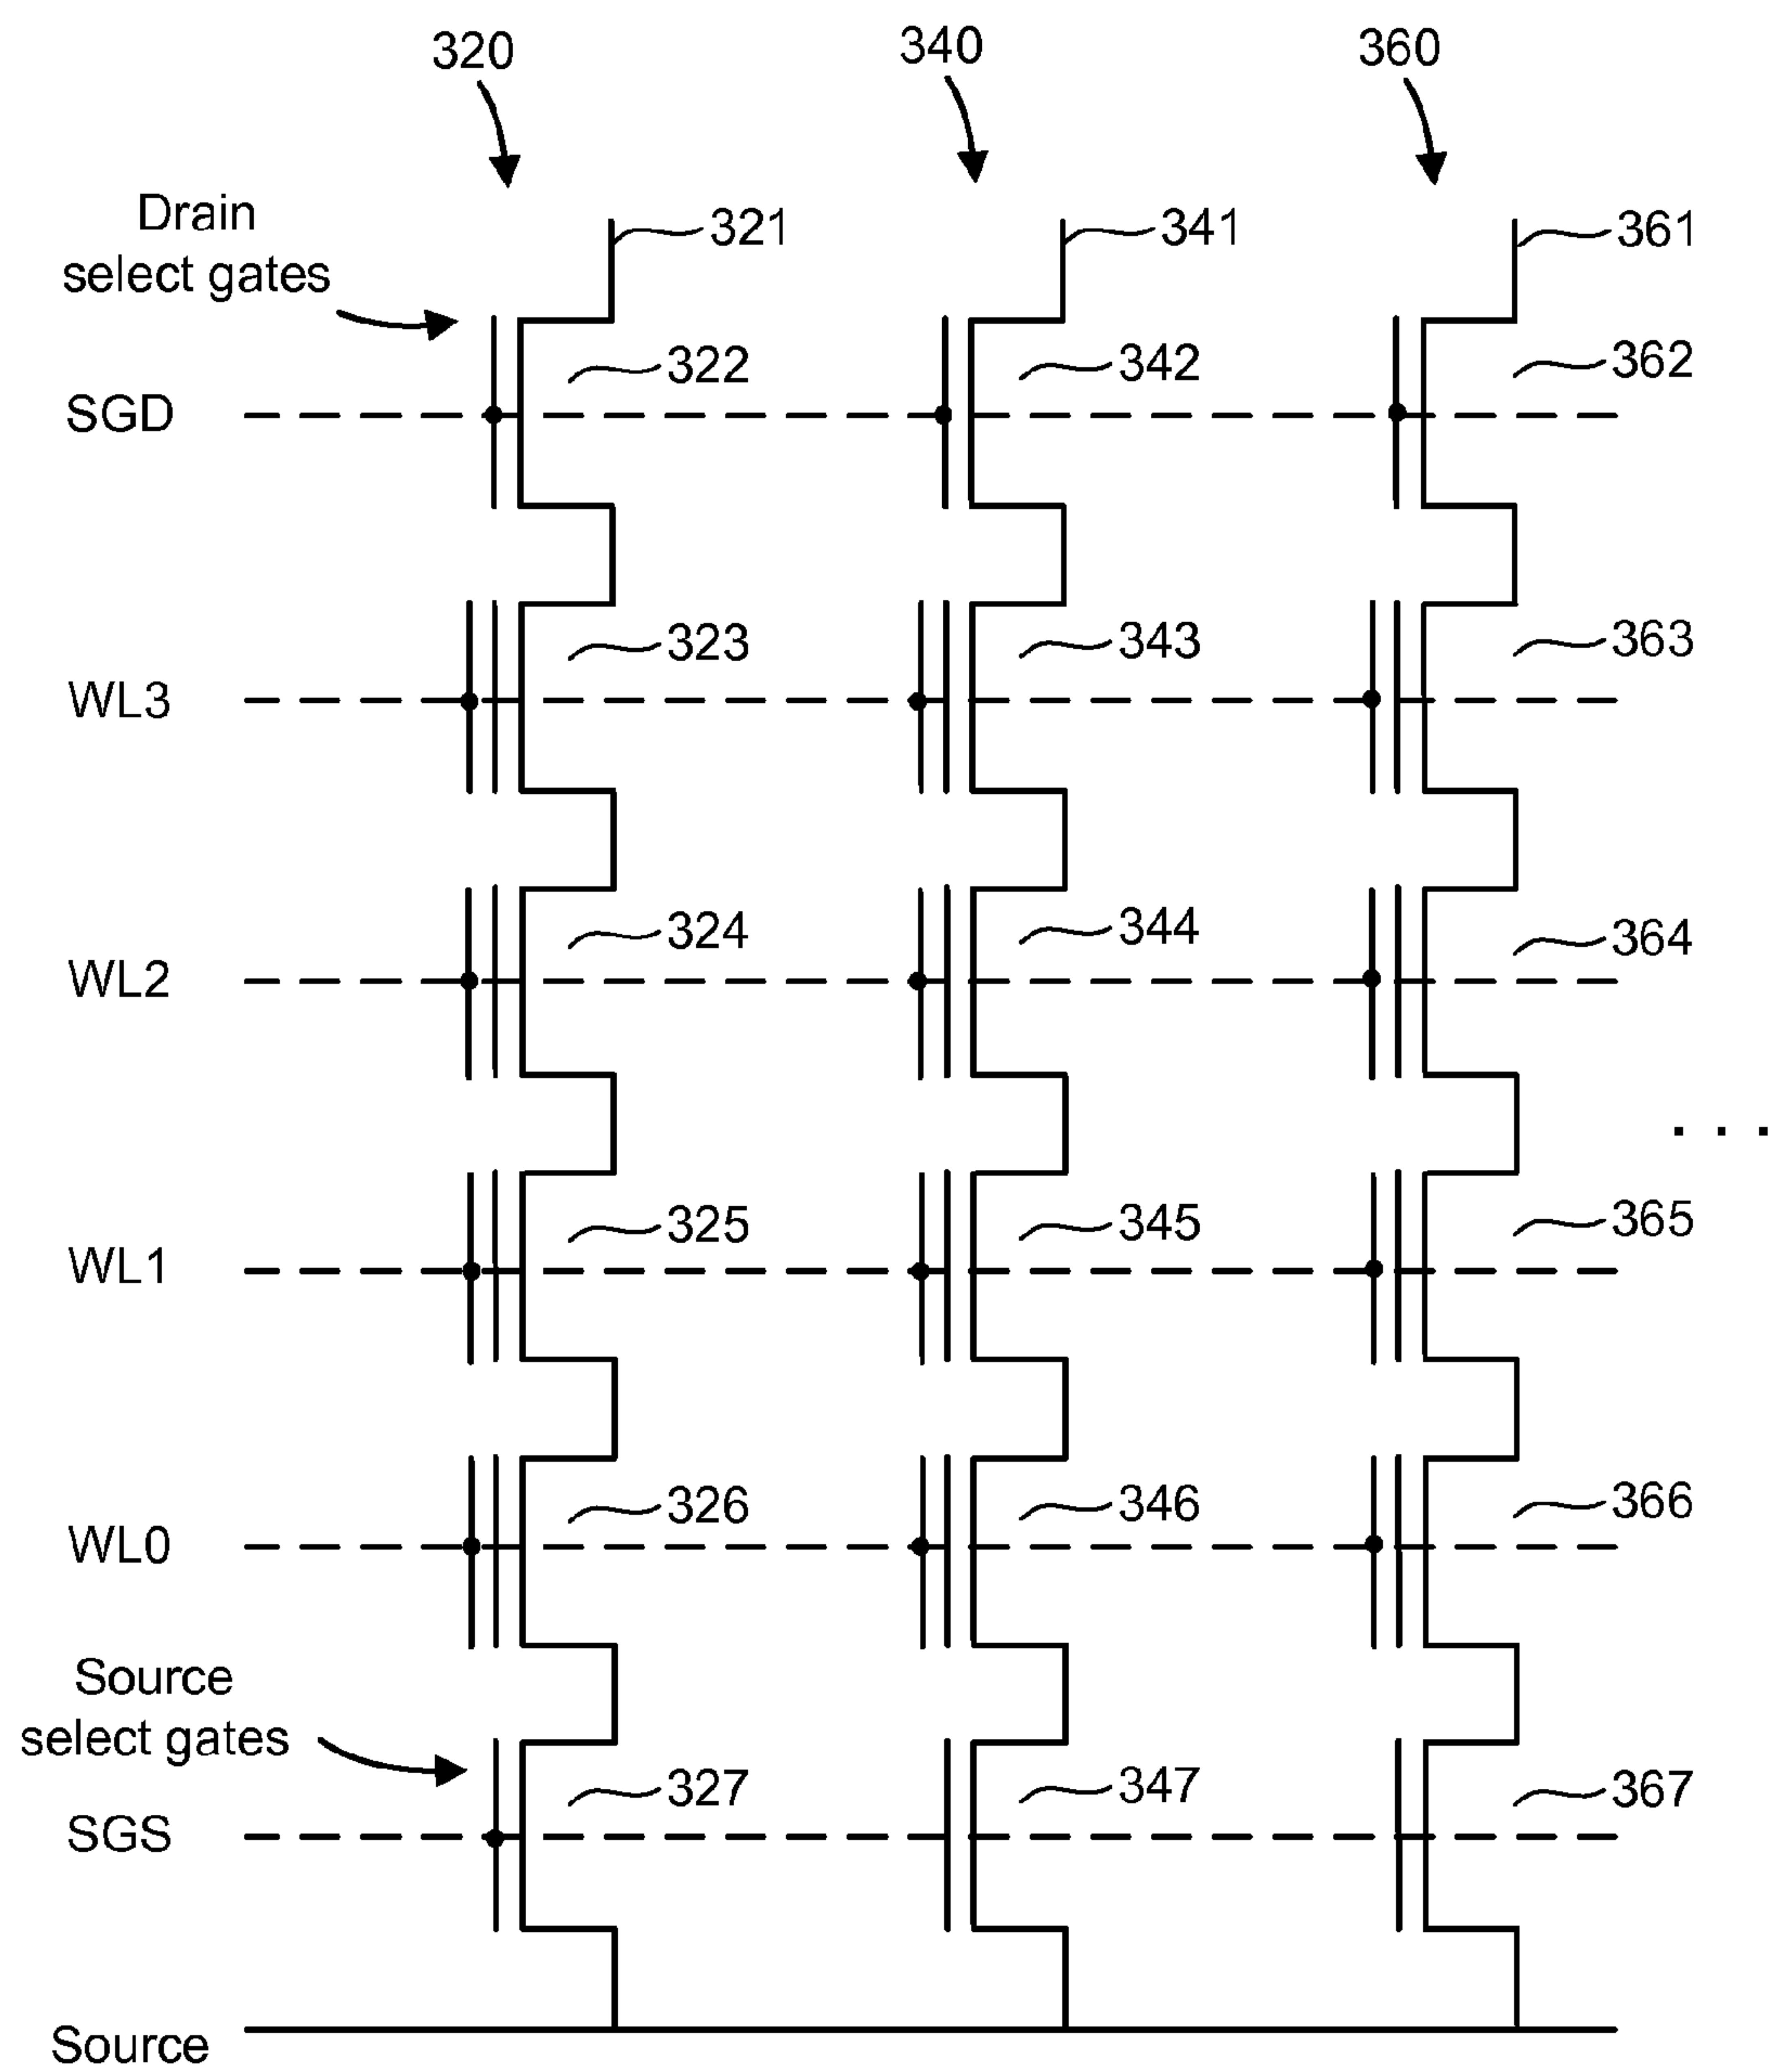 320 340 360
Drain
select gates
321 341 361
322 342 362
SGD
323 343 363
WL3
324 344 364
WL2
. . .
325 345 365
WL1
326 346 366
WL0
Source
select gates
327 347 367
SGS
Source